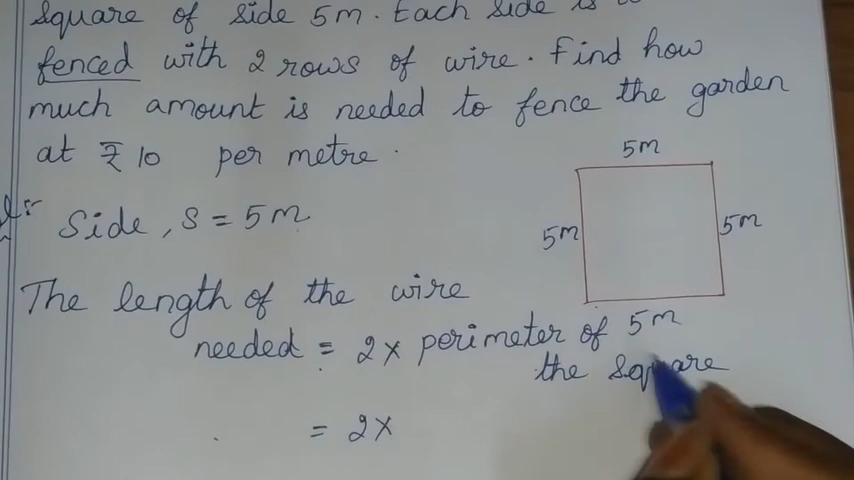 Square of side 5m. Each side is
fenced with 2 rows of wire. Find how
much amount is needed to fence the garden
at ₹10 per metre.
5m
Side, S = 5m
5m
5m
The length of the wire
5m
needed = 2× perimeter of
the square
= 2×